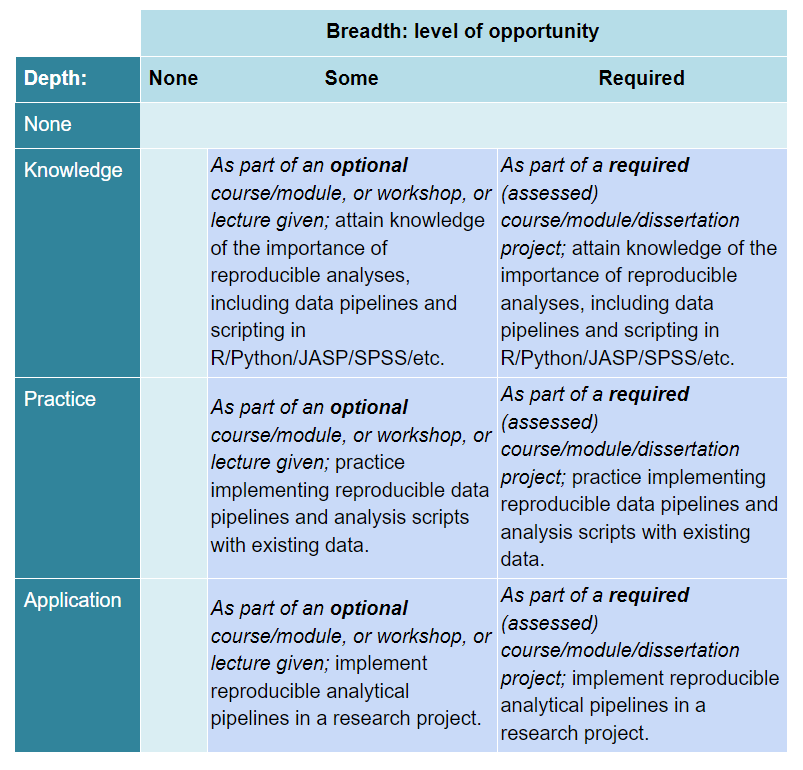 Breadth: level of opportunity
Depth: None Some Required
None
Knowledge
As part of an optional
course/module, or workshop, or
lecture given; attain knowledge
of the importance of
reproducible analyses,
including data pipelines and
scripting in
R/Python/JASP/SPSS/etc.
As part of a required
(assessed)
course/module/dissertation
project; attain knowledge of the
importance of reproducible
analyses, including data
pipelines and scripting in
R/Python/JASP/SPSS/etc.
Practice
As part of an optional
course/module, or workshop, or
lecture given; practice
implementing reproducible data
pipelines and analysis scripts
with existing data.
As part of a required
(assessed)
course/module/dissertation
project; practice implementing
reproducible data pipelines and
analysis scripts with existing
data.
Application
As part of an optional
course/module, or workshop, or
lecture given; implement
reproducible analytical
pipelines in a research project.
As part of a required
(assessed)
course/module/dissertation
project; implement reproducible
analytical pipelines in a
research project.